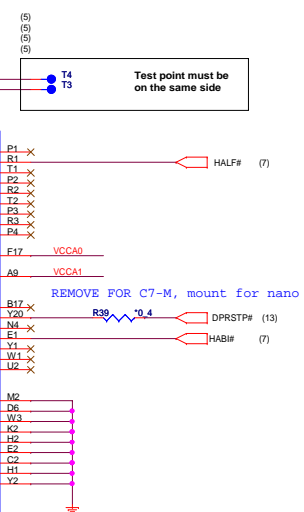 (5)
(5)
(5)
(5)
T4
T3
Test point must be
on the same side
P1
R1
HALF# (7)
T1
P2
R2
T2
P3
R3
P4
F17 VCCA0
A9 VCCA1
REMOVE FOR C7-M, mount for nano
B17
Y20 R39 *0_4 DPRSTP# (13)
N4
E1 HABI# (7)
Y1
W1
U2
M2
D6
W3
K2
H2
E2
C2
H1
Y2